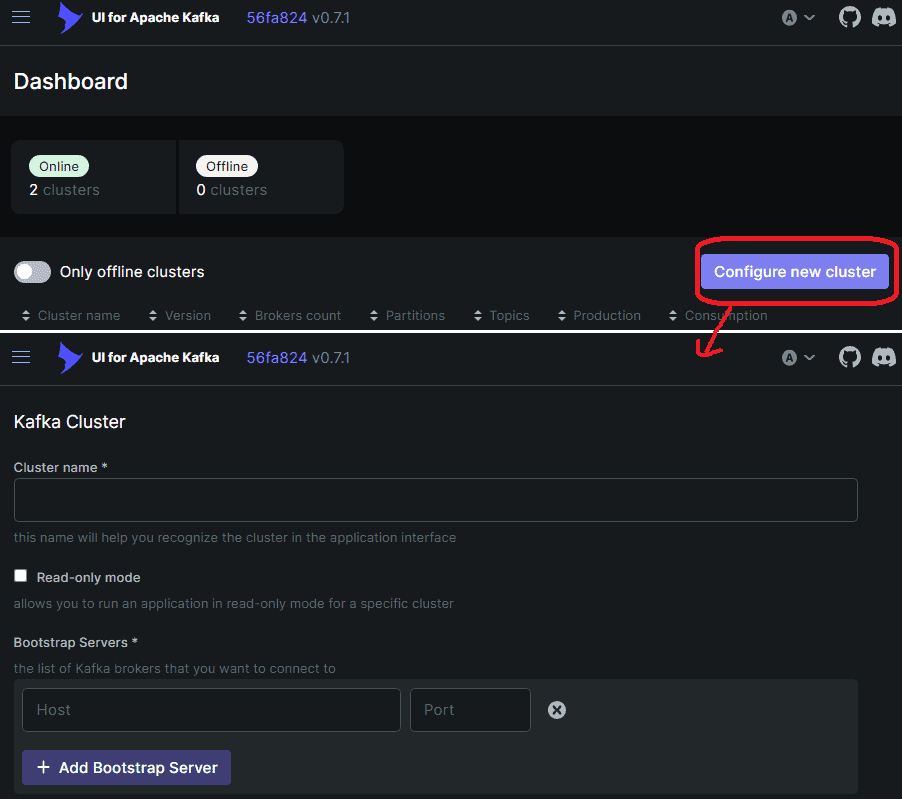 UI for Apache Kafka 56fa824 v0.7.1 A
Dashboard
Online Offline
2 clusters 0 clusters
Only offline clusters Configure new cluster
Cluster name Version Brokers count Partitions Topics Production Consumption
UI for Apache Kafka 56fa824 v0.7.1 A
Kafka Cluster
Cluster name *
this name will help you recognize the cluster in the application interface
Read-only mode
allows you to run an application in read-only mode for a specific cluster
Bootstrap Servers *
the list of Kafka brokers that you want to connect to
Host Port
+ Add Bootstrap Server